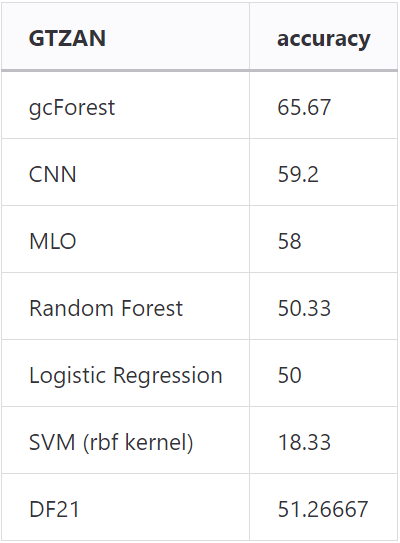 GTZAN accuracy
gcForest 65.67
CNN 59.2
MLO 58
Random Forest 50.33
Logistic Regression 50
SVM (rbf kernel) 18.33
DF21 51.26667